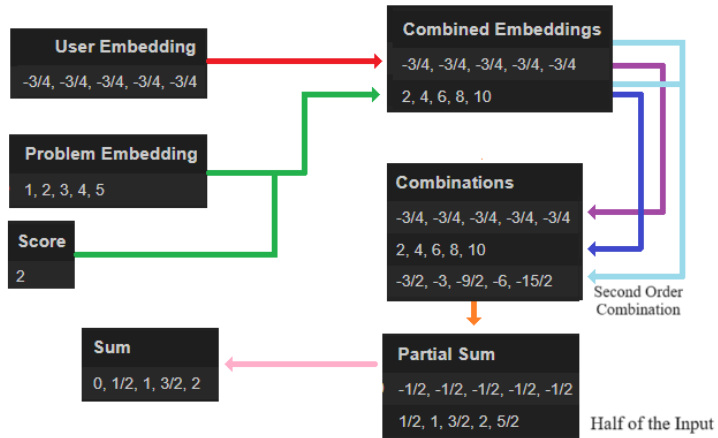 User Embedding
-3/4, -3/4, -3/4, -3/4, -3/4
Combined Embeddings
-3/4, -3/4, -3/4, -3/4, -3/4
2, 4, 6, 8, 10
Problem Embedding
1, 2, 3, 4, 5
Score
2
Combinations
-3/4, -3/4, -3/4, -3/4, -3/4
2, 4, 6, 8, 10
-3/2, -3, -9/2, -6, -15/2
Second Order
Combination
Sum
0, 1/2, 1, 3/2, 2
Partial Sum
-1/2, -1/2, -1/2, -1/2, -1/2
1/2, 1, 3/2, 2, 5/2
Half of the Input